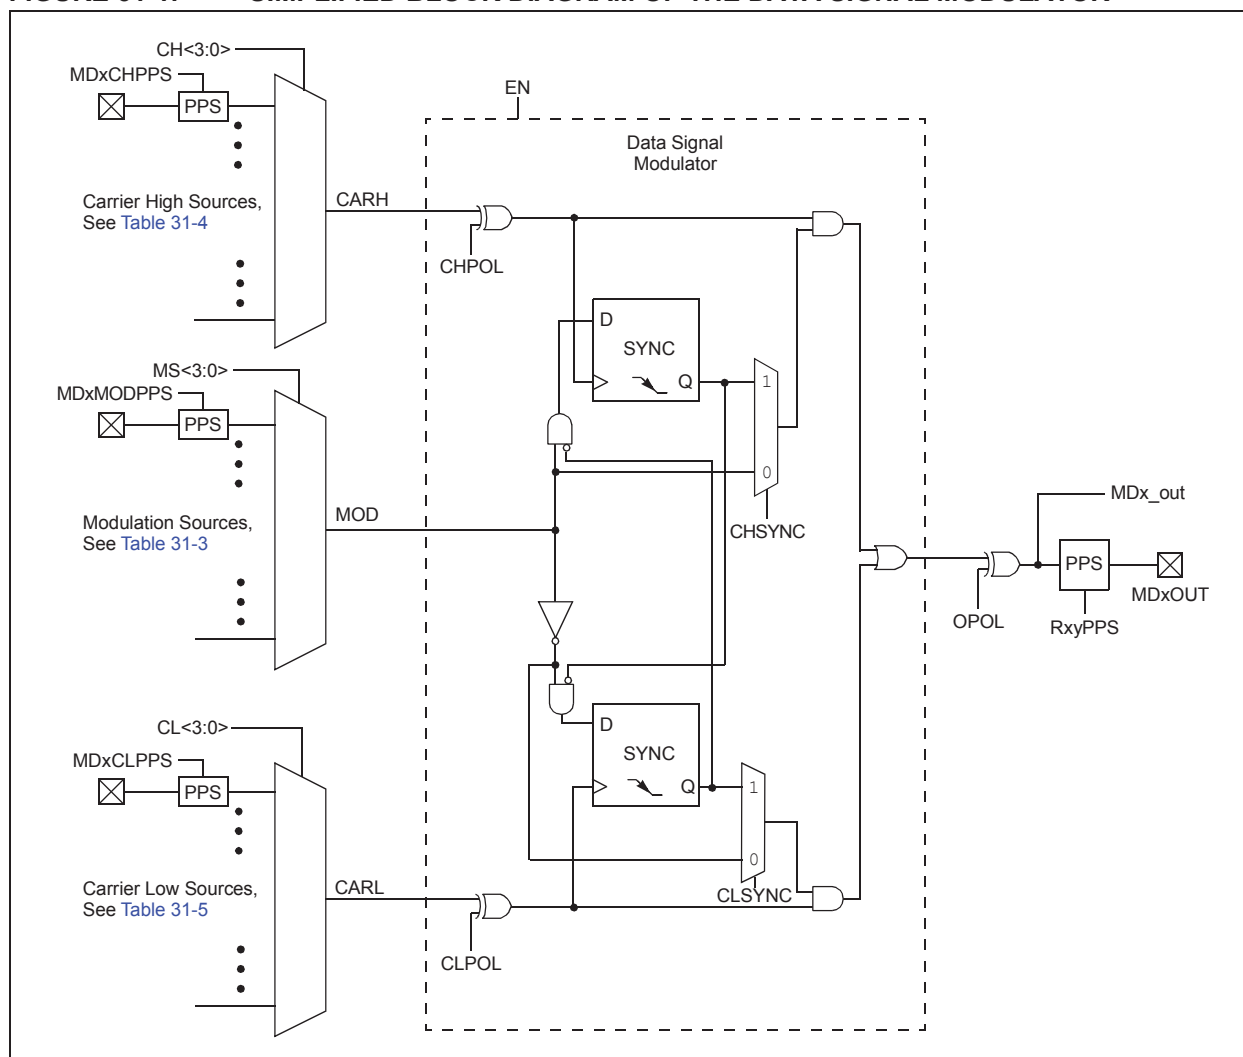 CH<3:0>
MDxCHPPS
PPS
Carrier High Sources,
See Table 31-4
CARH
EN
Data Signal
Modulator
CHPOL
D
SYNC
Q
1
0
CHSYNC
MS<3:0>
MDxMODPPS
PPS
Modulation Sources,
See Table 31-3
MOD
MDx_out
PPS
MDxOUT
OPOL
RxyPPS
CL<3:0>
MDxCLPPS
PPS
Carrier Low Sources,
See Table 31-5
CARL
D
SYNC
Q
1
0
CLSYNC
CLPOL